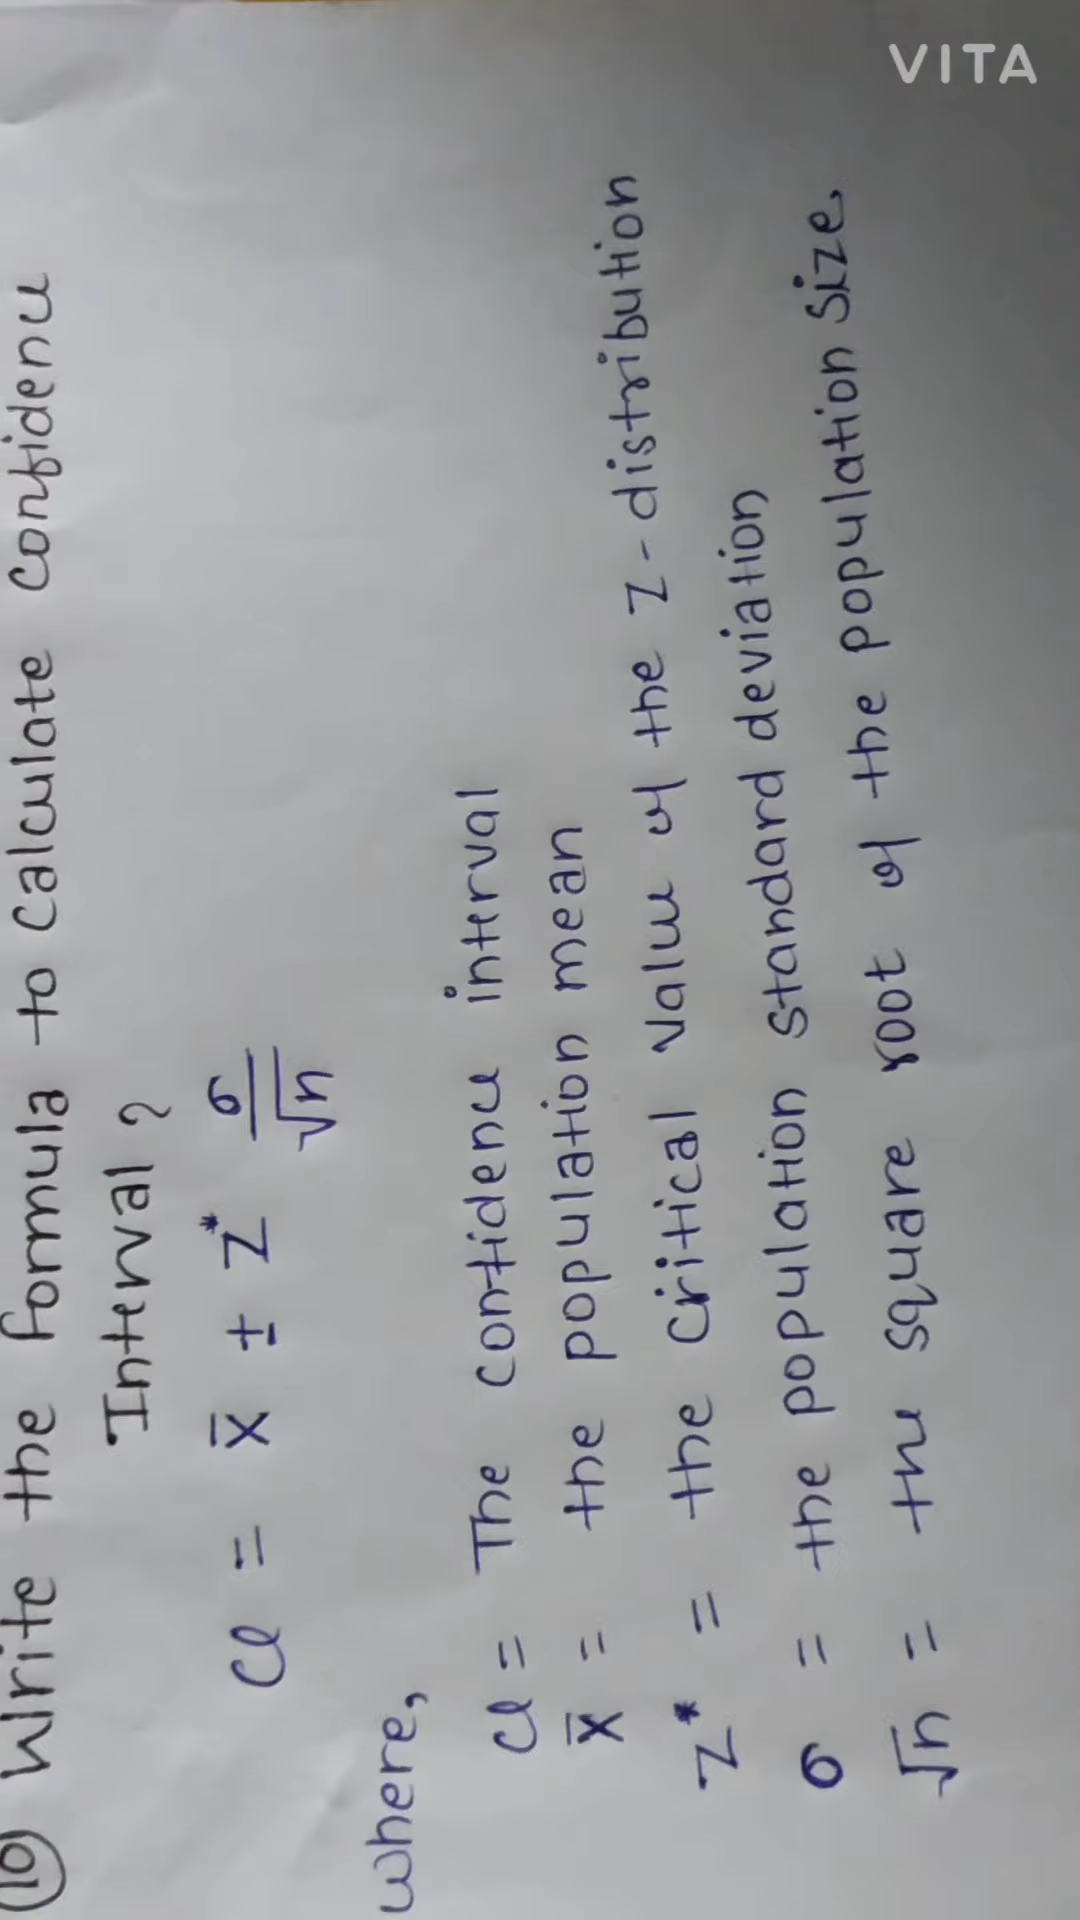 VITA
(10) Write the formula to calculate confidence
Interval ?
CI = x̄ ± Z* σ/√n
where,
CI = The confidence interval
x̄ = the population mean
Z* = the critical value of the Z-distribution
σ = the population standard deviation
√n = the square root of the population size.